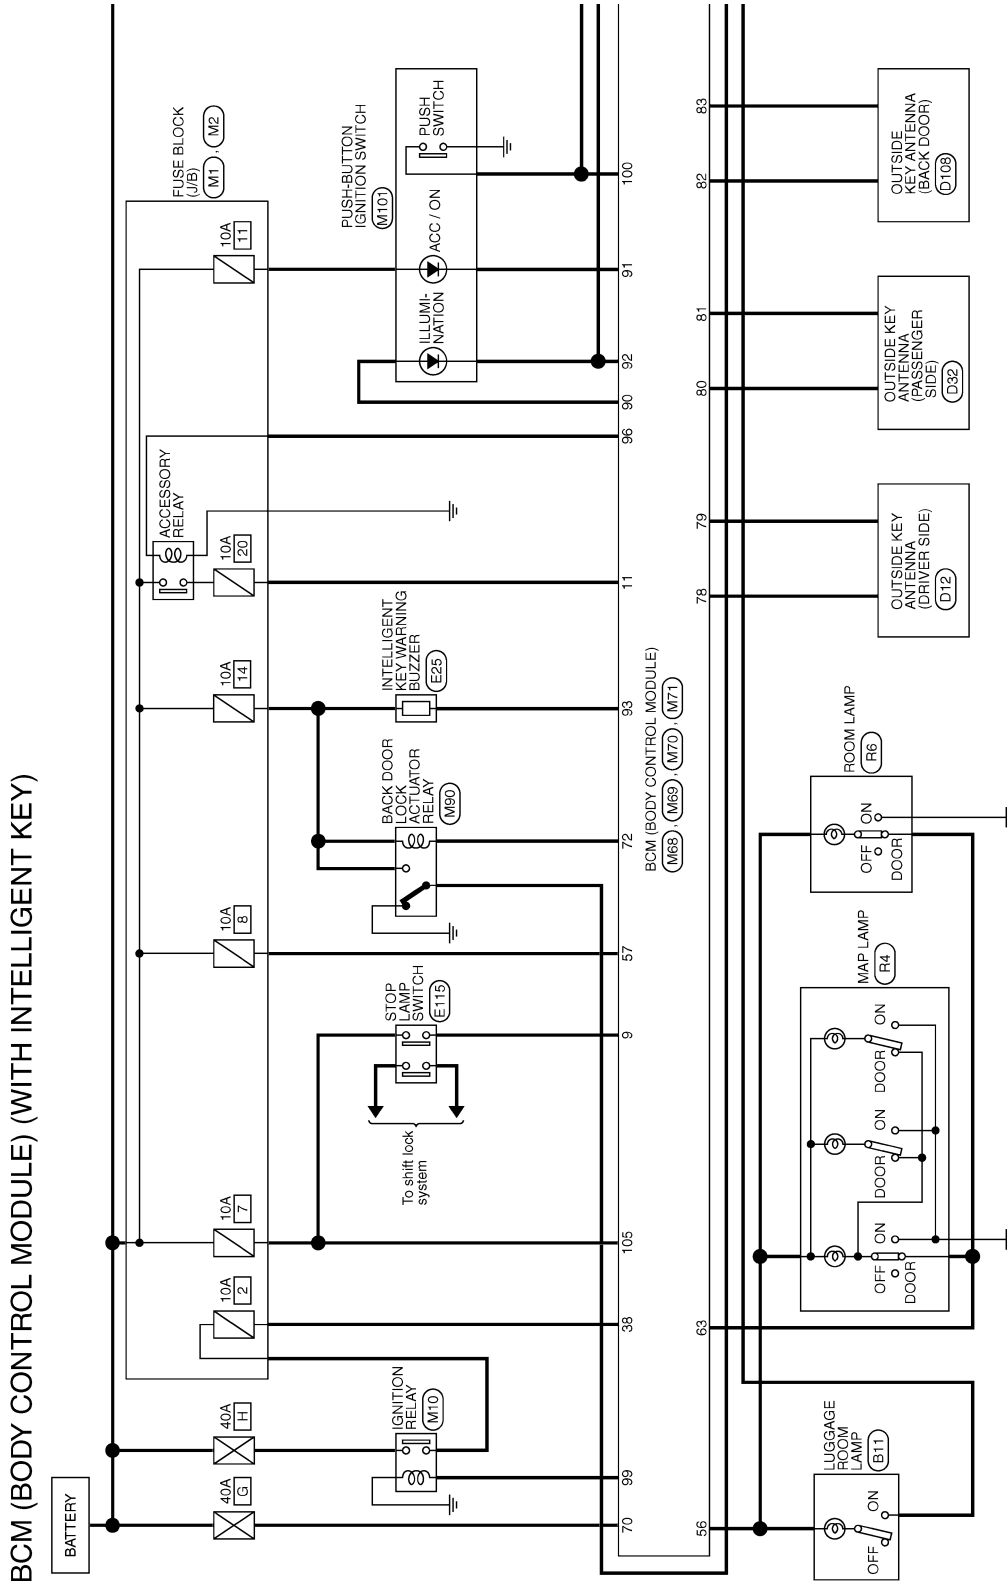 BCM (BODY CONTROL MODULE) (WITH INTELLIGENT KEY)
BATTERY
40A
G
40A
H
10A
2
10A
7
10A
8
10A
14
10A
20
10A
11
FUSE BLOCK
(J/B)
M1 , M2
ACCESSORY
RELAY
IGNITION
RELAY
M10
To shift lock
system
STOP
LAMP
SWITCH
E115
BACK DOOR
LOCK
ACTUATOR
RELAY
M90
INTELLIGENT
KEY WARNING
BUZZER
E25
PUSH-BUTTON
IGNITION SWITCH
M101
ILLUMI-
NATION
ACC / ON
PUSH
SWITCH
70
99
38
105
9
57
72
93
11
96
90
92
91
100
BCM (BODY CONTROL MODULE)
M68 , M69 , M70 , M71
56
63
78
79
80
81
82
83
LUGGAGE
ROOM
LAMP
B11
OFF
ON
MAP LAMP
R4
OFF
ON
DOOR
DOOR
ON
DOOR
ON
ROOM LAMP
R6
OFF
ON
DOOR
OUTSIDE KEY
ANTENNA
(DRIVER SIDE)
D12
OUTSIDE KEY
ANTENNA
(PASSENGER
SIDE)
D32
OUTSIDE
KEY ANTENNA
(BACK DOOR)
D108